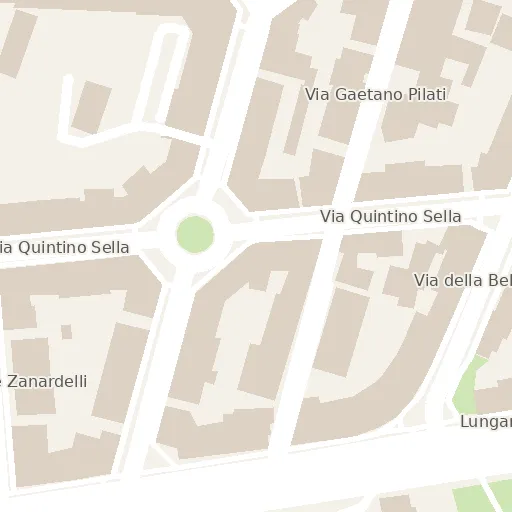 Via Gaetano Pilati
Via Quintino Sella
ia Quintino Sella
Via della Bel
Zanardelli
Lungar